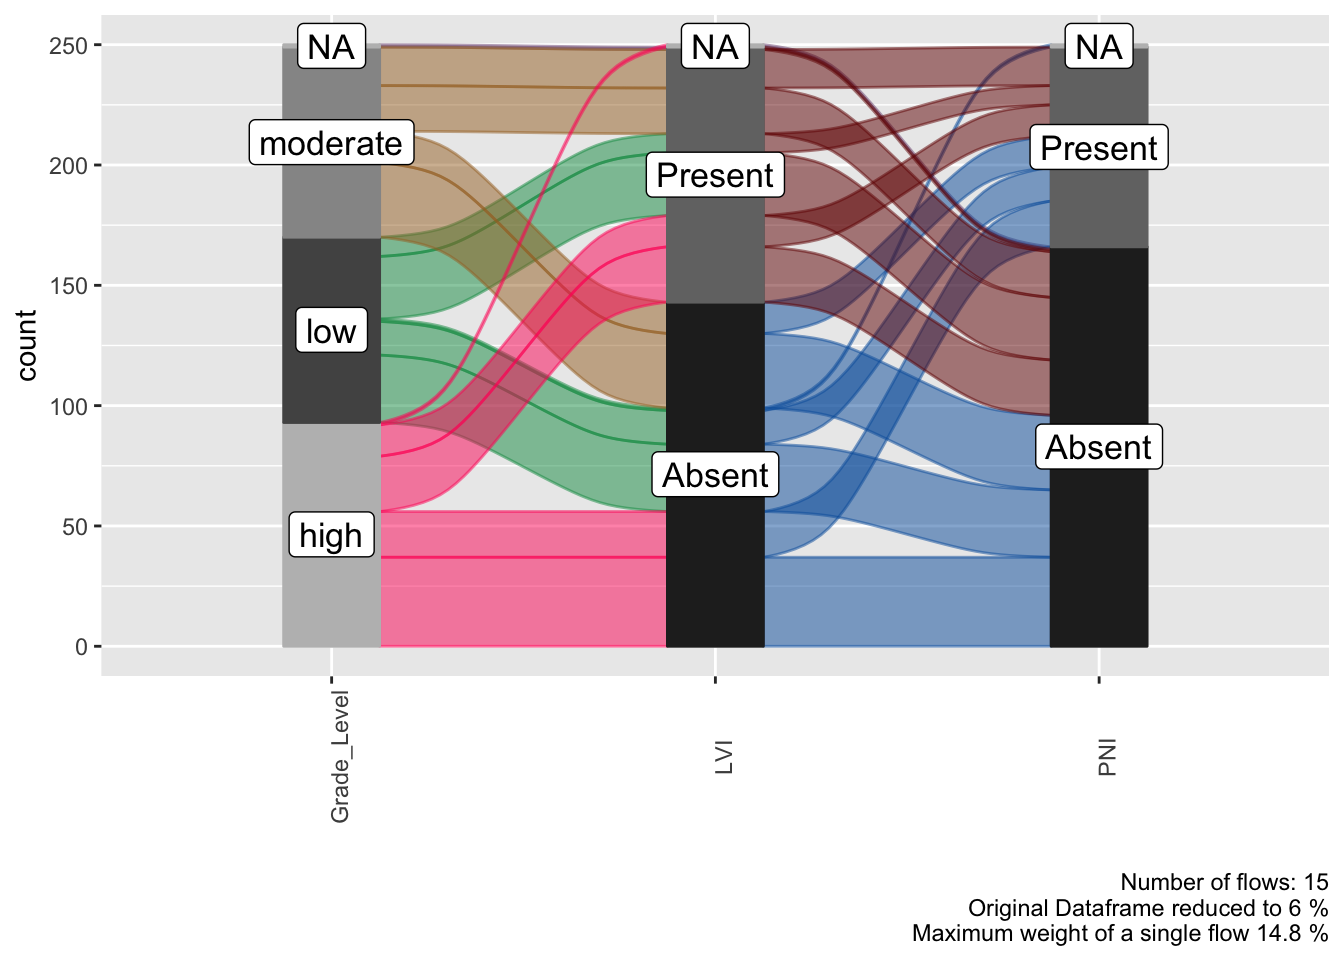 count
250
200
150
100
50
0
NA
moderate
low
high
NA
Present
Absent
NA
Present
Absent
Grade_Level
LVI
PNI
Number of flows: 15
Original Dataframe reduced to 6 %
Maximum weight of a single flow 14.8 %